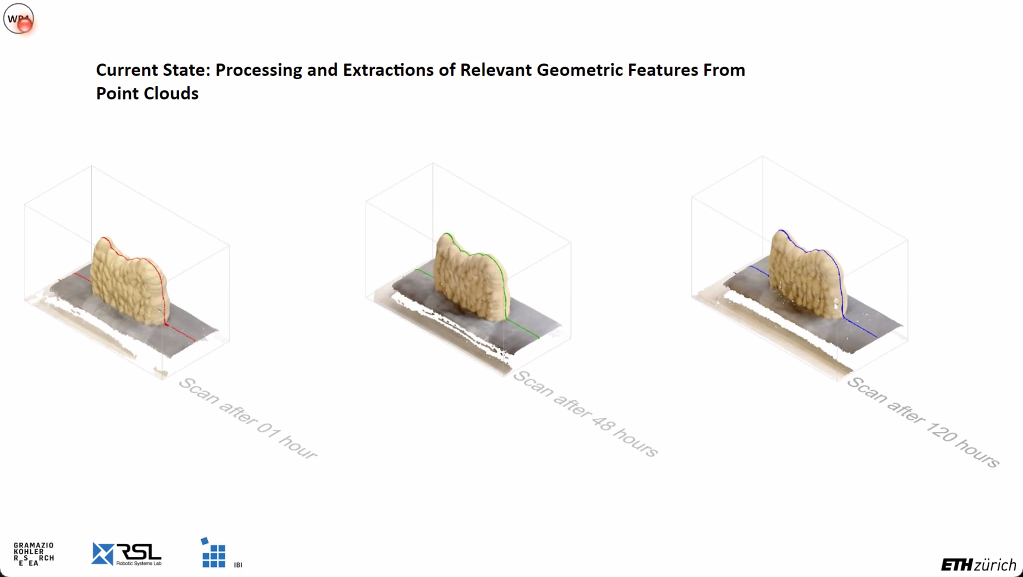 Current State: Processing and Extractions of Relevant Geometric Features From
Point Clouds
Scan after 01 hour
Scan after 48 hours
Scan after 120 hours
GRAMAZIO
KOHLER
RESEARCH
RSL
Robotic Systems Lab
IBI
ETH zürich